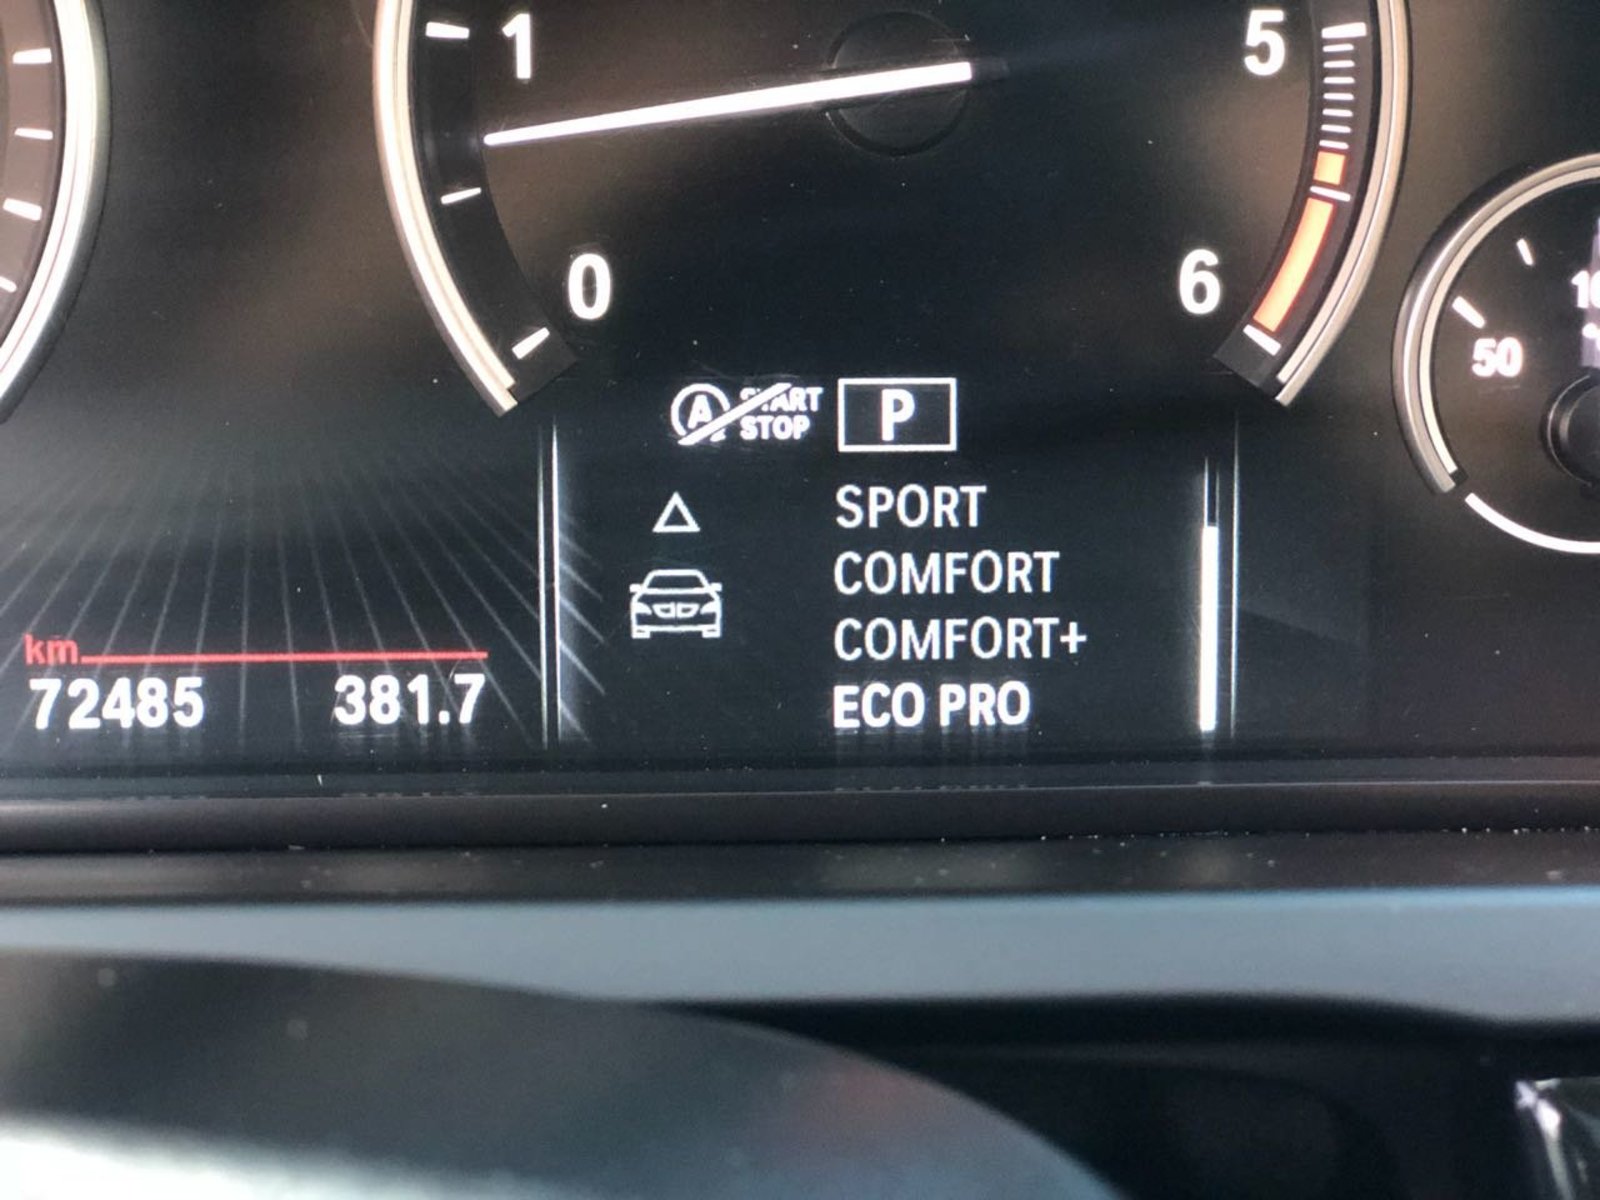 1
5
0
6
50
A START
STOP
P
SPORT
COMFORT
COMFORT+
ECO PRO
km
72485 381.7